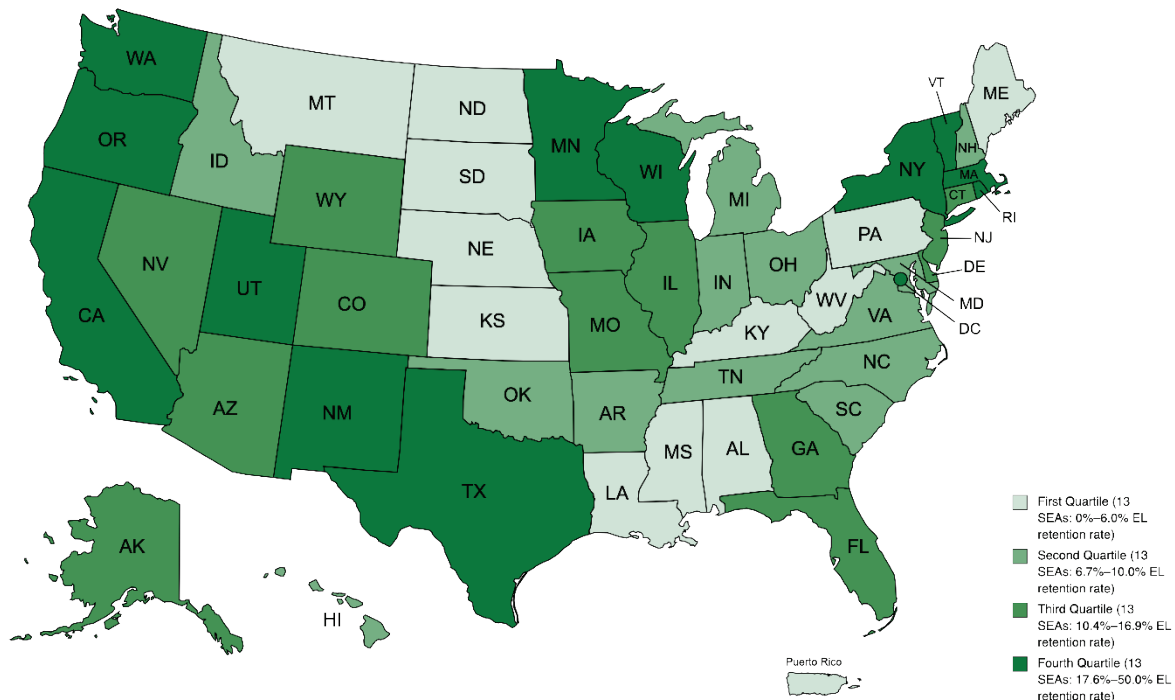 WA
MT
ND
VT
ME
OR
MN
ID
NH
SD
WI
NY
MA
WY
MI
CT
RI
IA
PA
NE
NJ
NV
OH
IL
IN
DE
UT
CO
CA
WV
MD
KS
MO
VA
KY
DC
NC
TN
OK
AZ
NM
AR
SC
MS
AL
GA
TX
LA
First Quartile (13
SEAs: 0%–6.0% EL
retention rate)
AK
FL
Second Quartile (13
SEAs: 6.7%–10.0% EL
retention rate)
HI
Third Quartile (13
SEAs: 10.4%–16.9% EL
retention rate)
Puerto Rico
Fourth Quartile (13
SEAs: 17.6%–50.0% EL
retention rate)